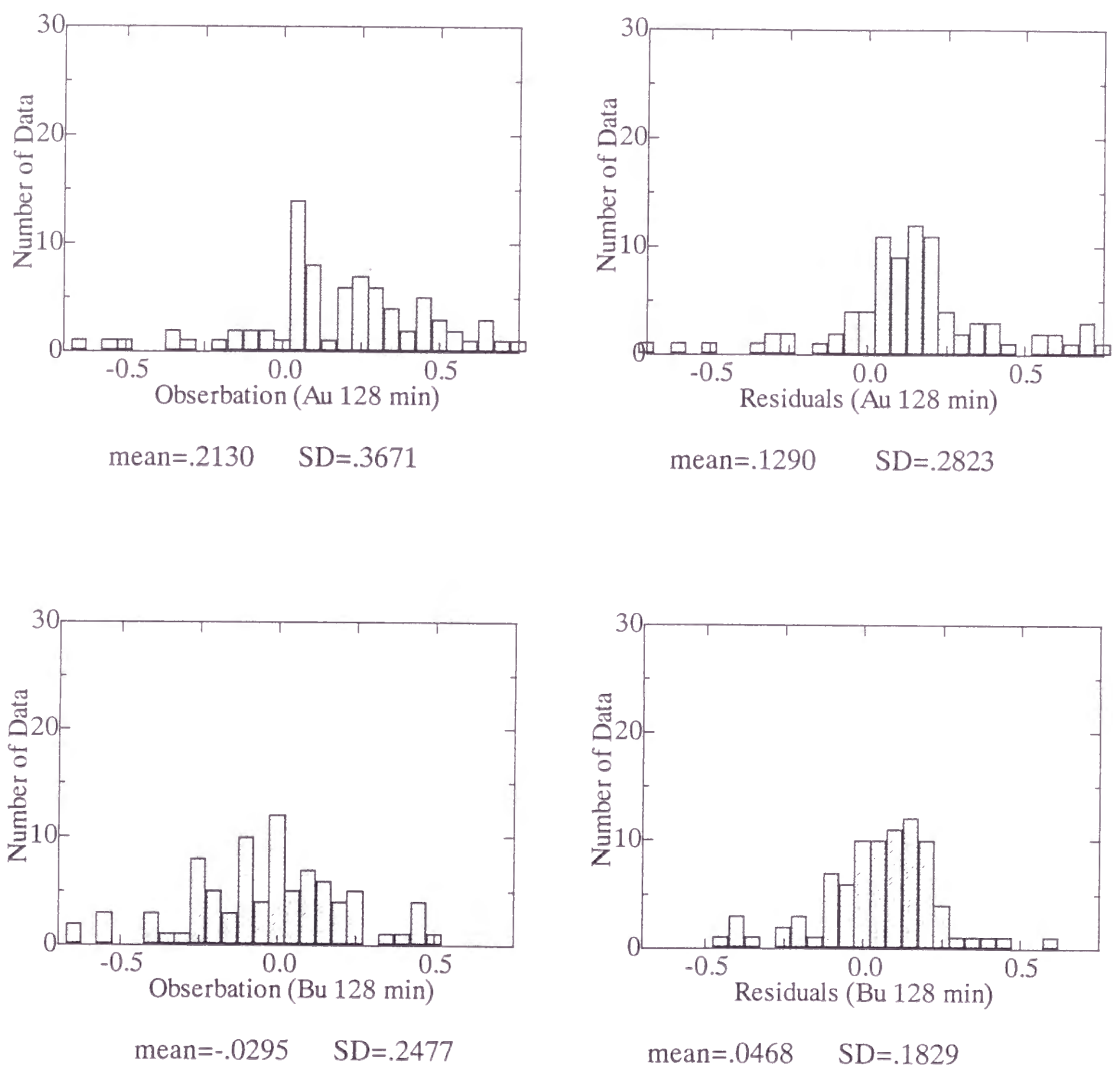 30
20
10
0
Number of Data
-0.5 0.0 0.5
Obserbation (Au 128 min)
mean=.2130 SD=.3671
30
20
10
0
Number of Data
-0.5 0.0 0.5
Residuals (Au 128 min)
mean=.1290 SD=.2823
30
20
10
0
Number of Data
-0.5 0.0 0.5
Obserbation (Bu 128 min)
mean=-.0295 SD=.2477
30
20
10
0
Number of Data
-0.5 0.0 0.5
Residuals (Bu 128 min)
mean=.0468 SD=.1829